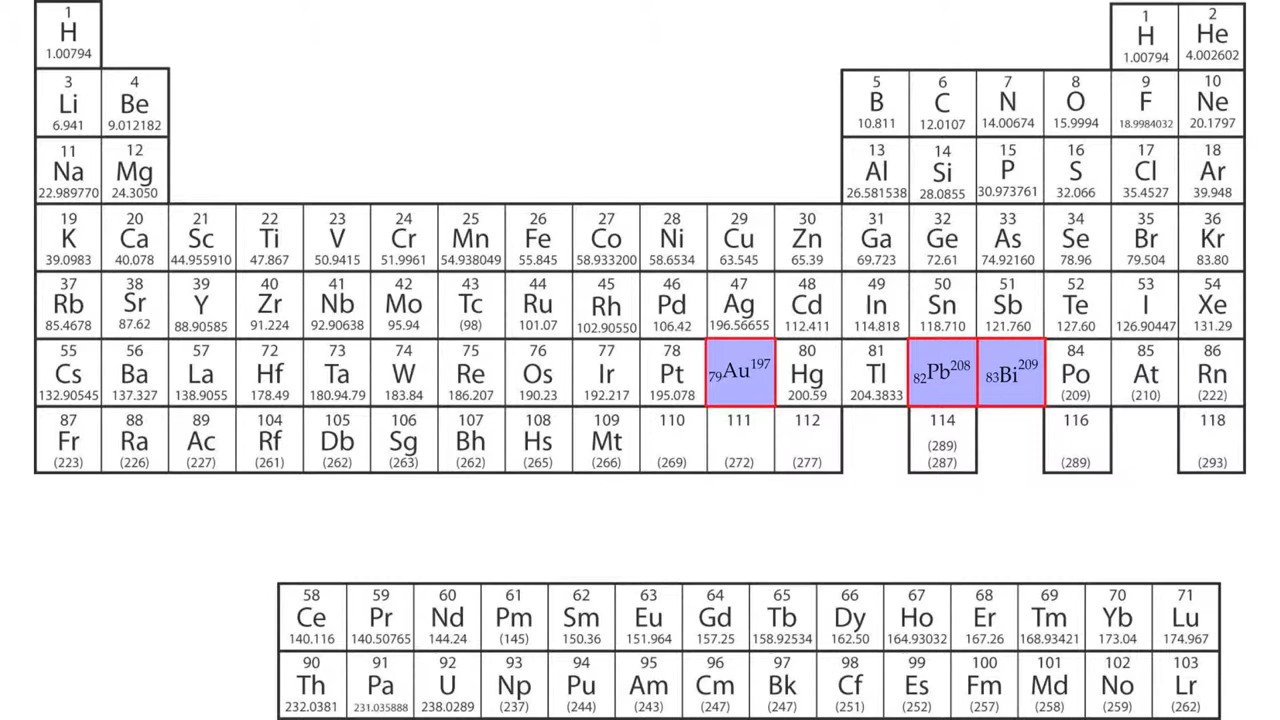 1 1 2
H H He
1.00794 1.00794 4.002602
3 4 5 6 7 8 9 10
Li Be B C N O F Ne
6.941 9.012182 10.811 12.0107 14.00674 15.9994 18.9984032 20.1797
11 12 13 14 15 16 17 18
Na Mg Al Si P S Cl Ar
22.989770 24.3050 26.581538 28.0855 30.973761 32.066 35.4527 39.948
19 20 21 22 23 24 25 26 27 28 29 30 31 32 33 34 35 36
K Ca Sc Ti V Cr Mn Fe Co Ni Cu Zn Ga Ge As Se Br Kr
39.0983 40.078 44.955910 47.867 50.9415 51.9961 54.938049 55.845 58.933200 58.6534 63.545 65.39 69.723 72.61 74.92160 78.96 79.504 83.80
37 38 39 40 41 42 43 44 45 46 47 48 49 50 51 52 53 54
Rb Sr Y Zr Nb Mo Tc Ru Rh Pd Ag Cd In Sn Sb Te I Xe
85.4678 87.62 88.90585 91.224 92.90638 95.94 (98) 101.07 102.90550 106.42 196.56655 112.411 114.818 118.710 121.760 127.60 126.90447 131.29
55 56 57 72 73 74 75 76 77 78 80 81 84 85 86
Cs Ba La Hf Ta W Re Os Ir Pt 79Au197 Hg Tl 82Pb208 83Bi209 Po At Rn
132.90545 137.327 138.9055 178.49 180.94.79 183.84 186.207 190.23 192.217 195.078 200.59 204.3833 (209) (210) (222)
87 88 89 104 105 106 107 108 109 110 111 112 114 116 118
Fr Ra Ac Rf Db Sg Bh Hs Mt (289)
(223) (226) (227) (261) (262) (263) (262) (265) (266) (269) (272) (277) (287) (289) (293)
58 59 60 61 62 63 64 65 66 67 68 69 70 71
Ce Pr Nd Pm Sm Eu Gd Tb Dy Ho Er Tm Yb Lu
140.116 140.50765 144.24 (145) 150.36 151.964 157.25 158.92534 162.50 164.93032 167.26 168.93421 173.04 174.967
90 91 92 93 94 95 96 97 98 99 100 101 102 103
Th Pa U Np Pu Am Cm Bk Cf Es Fm Md No Lr
232.0381 231.035888 238.0289 (237) (244) (243) (247) (247) (251) (252) (257) (258) (259) (262)